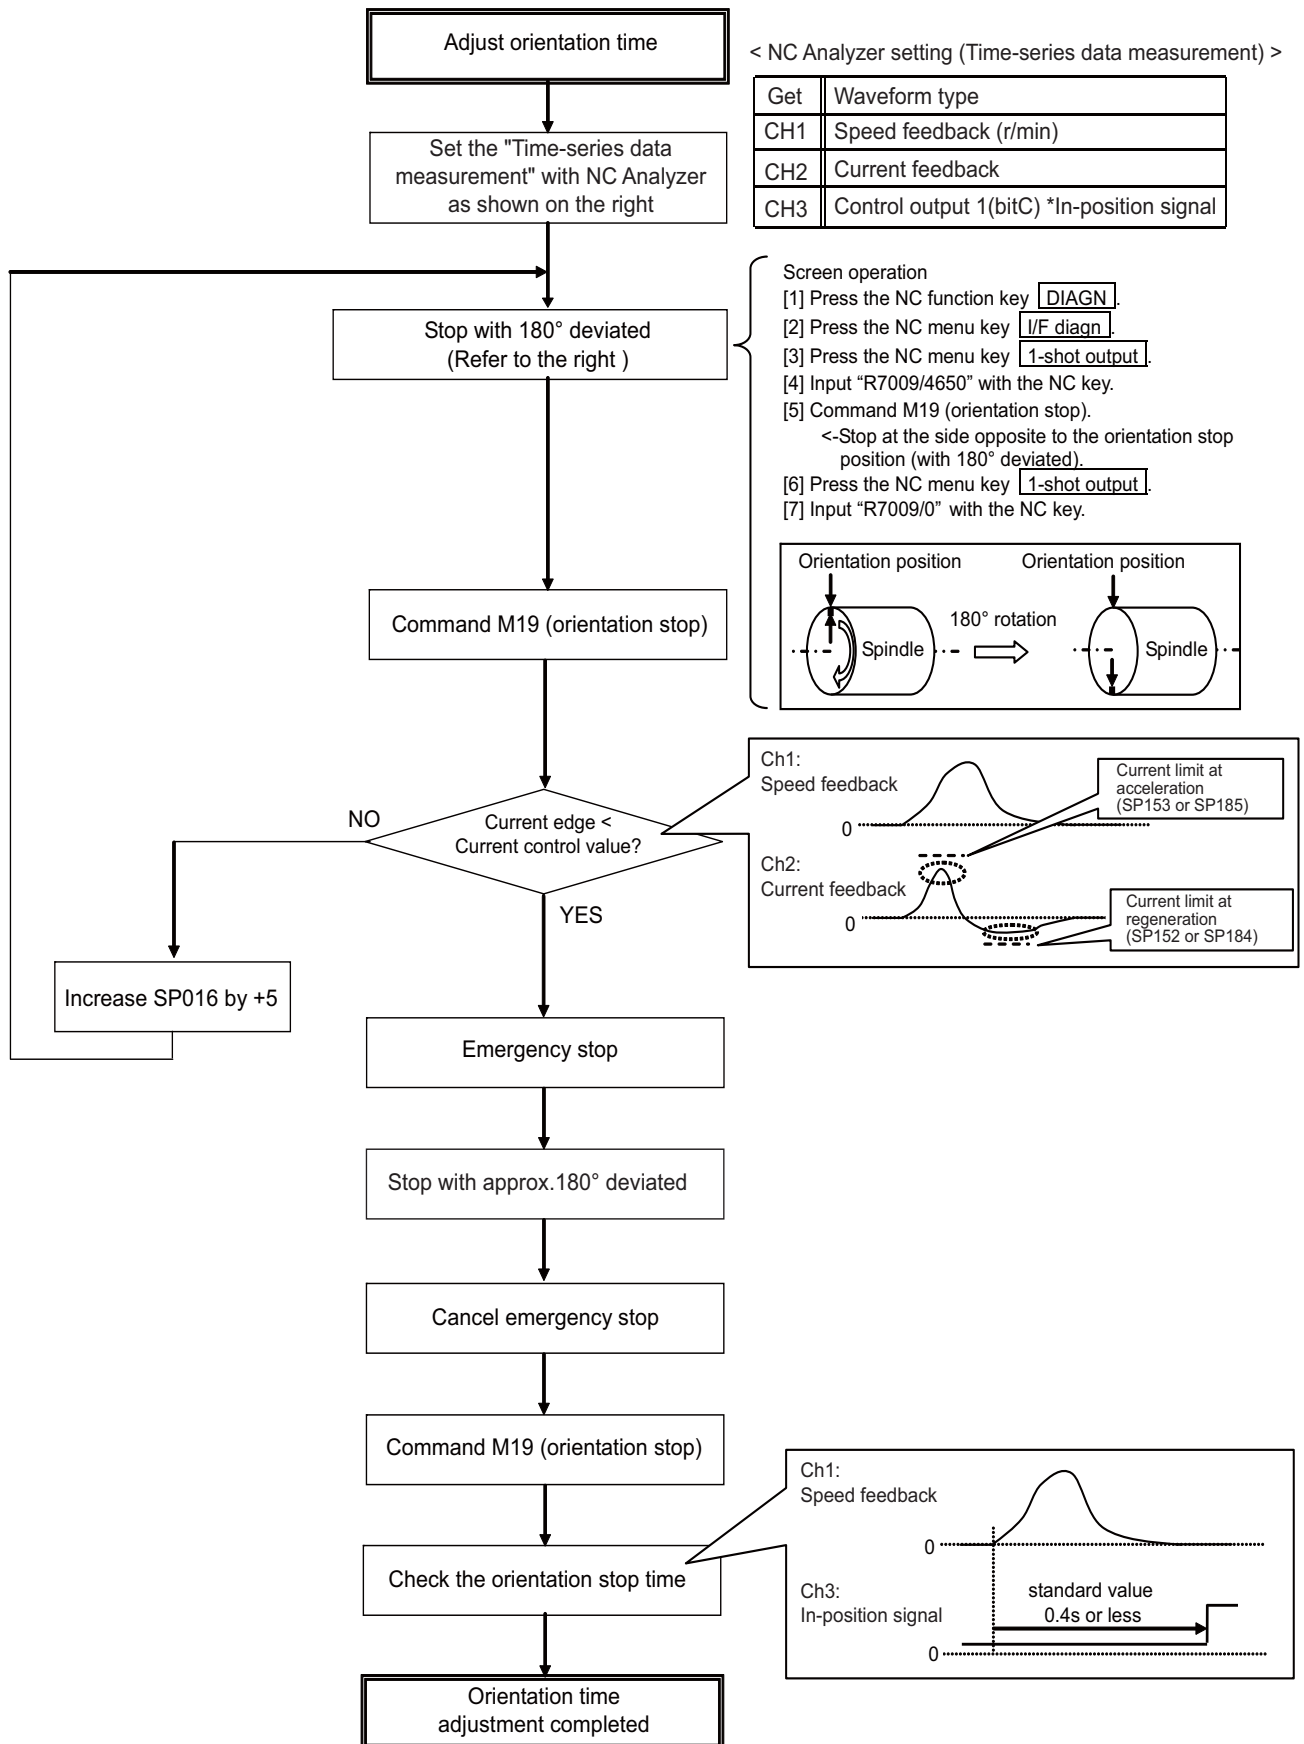 Adjust orientation time
< NC Analyzer setting (Time-series data measurement) >
Get Waveform type
CH1 Speed feedback (r/min)
CH2 Current feedback
CH3 Control output 1(bitC) *In-position signal
Set the "Time-series data
measurement" with NC Analyzer
as shown on the right
Stop with 180° deviated
(Refer to the right )
Screen operation
[1] Press the NC function key DIAGN .
[2] Press the NC menu key I/F diagn .
[3] Press the NC menu key 1-shot output .
[4] Input “R7009/4650” with the NC key.
[5] Command M19 (orientation stop).
<-Stop at the side opposite to the orientation stop
position (with 180° deviated).
[6] Press the NC menu key 1-shot output .
[7] Input “R7009/0” with the NC key.
Orientation position
Orientation position
180° rotation
Spindle
Spindle
Command M19 (orientation stop)
Current edge <
Current control value?
NO
YES
Ch1:
Speed feedback
0
Current limit at
acceleration
(SP153 or SP185)
Ch2:
Current feedback
0
Current limit at
regeneration
(SP152 or SP184)
Increase SP016 by +5
Emergency stop
Stop with approx.180° deviated
Cancel emergency stop
Command M19 (orientation stop)
Check the orientation stop time
Ch1:
Speed feedback
0
Ch3:
In-position signal
standard value
0.4s or less
0
Orientation time
adjustment completed